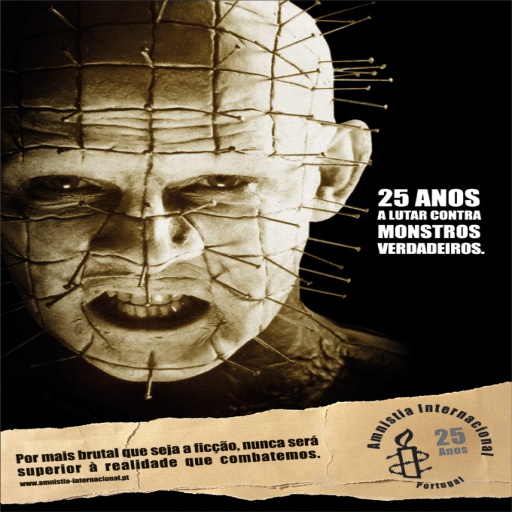 25 ANOS
A LUTAR CONTRA
MONSTROS
VERDADEIROS.
Por mais brutal que seja a ficção, nunca será
superior à realidade que combatemos.
www.amnistia-internacional.pt
Amnistia Internacional
25
Anos
Portugal